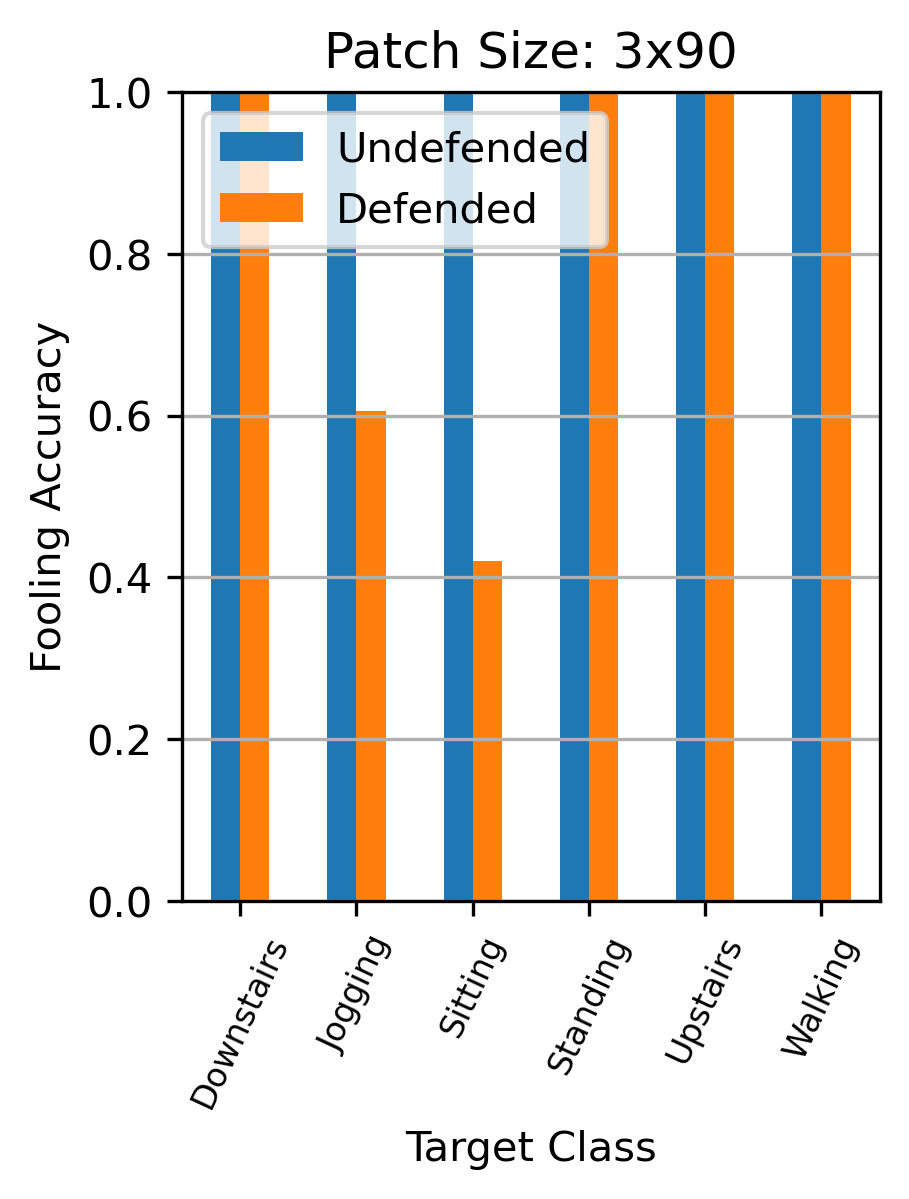 Patch Size: 3x90
1.0
0.8
0.6
0.4
0.2
0.0
Fooling Accuracy
Undefended
Defended
Downstairs
Jogging
Sitting
Standing
Upstairs
Walking
Target Class